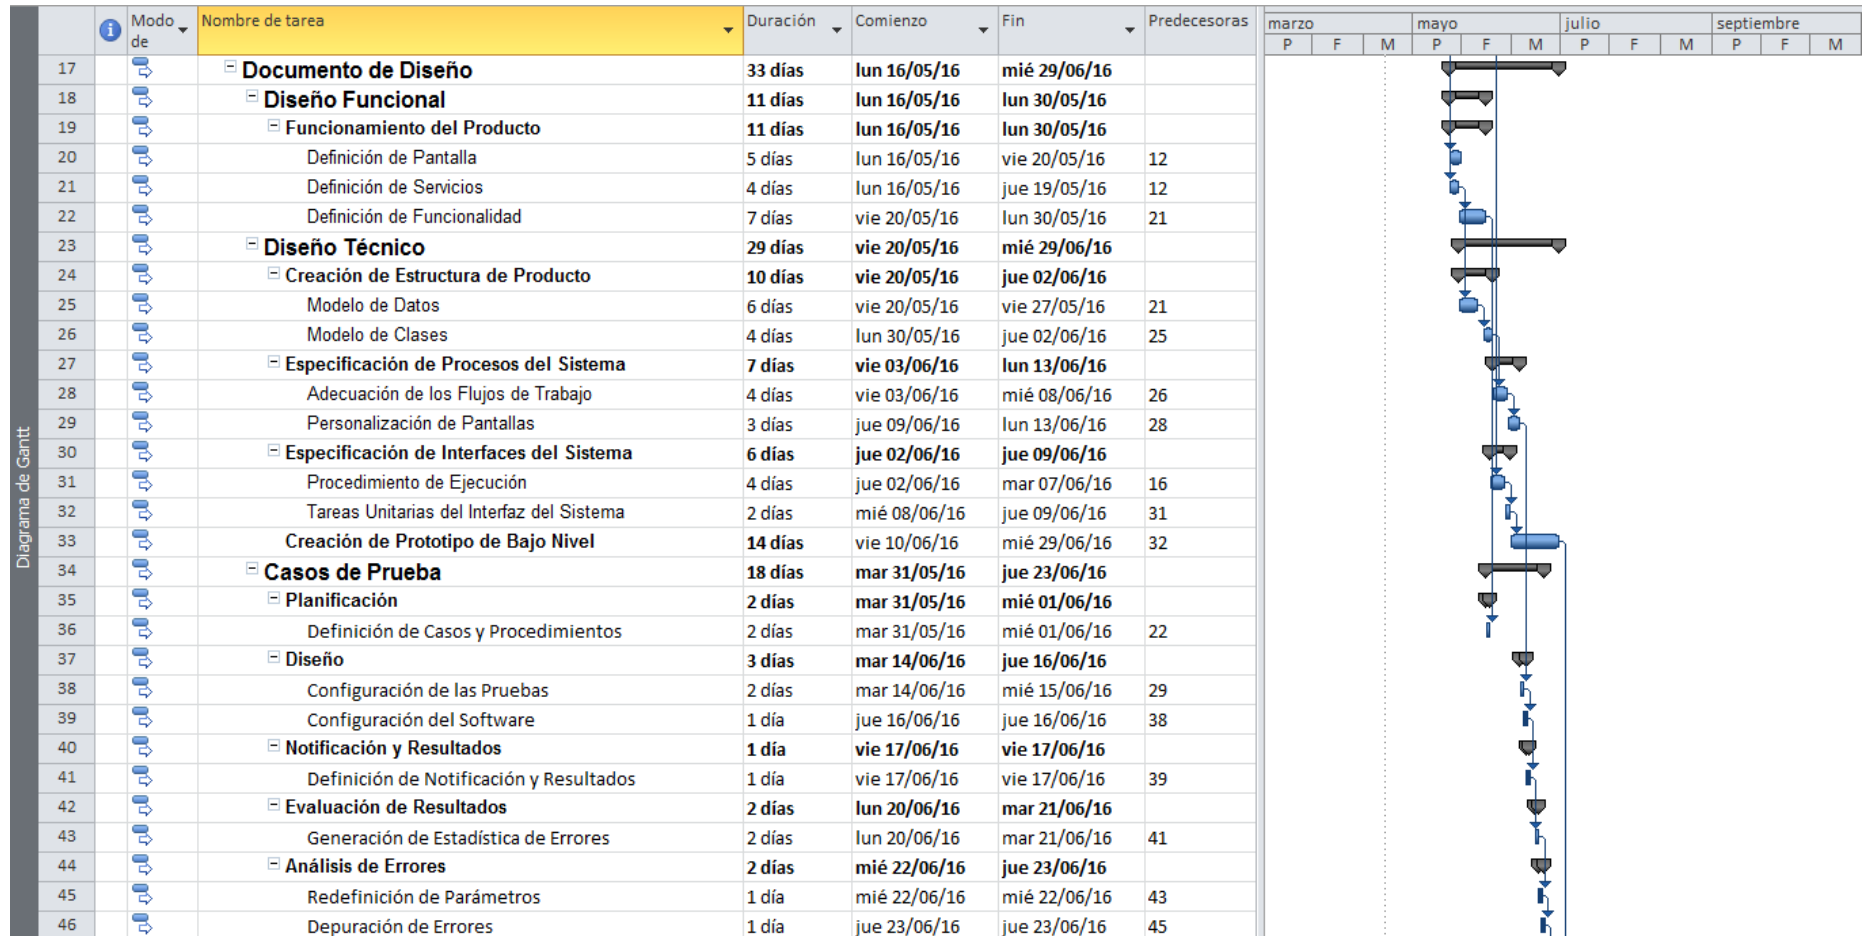 Modo de Nombre de tarea Duración Comienzo Fin Predecesoras marzo mayo julio septiembre
P F M P F M P F M P F M
17 Documento de Diseño 33 días lun 16/05/16 mié 29/06/16
18 Diseño Funcional 11 días lun 16/05/16 lun 30/05/16
19 Funcionamiento del Producto 11 días lun 16/05/16 lun 30/05/16
20 Definición de Pantalla 5 días lun 16/05/16 vie 20/05/16 12
21 Definición de Servicios 4 días lun 16/05/16 jue 19/05/16 12
22 Definición de Funcionalidad 7 días vie 20/05/16 lun 30/05/16 21
23 Diseño Técnico 29 días vie 20/05/16 mié 29/06/16
24 Creación de Estructura de Producto 10 días vie 20/05/16 jue 02/06/16
25 Modelo de Datos 6 días vie 20/05/16 vie 27/05/16 21
26 Modelo de Clases 4 días lun 30/05/16 jue 02/06/16 25
27 Especificación de Procesos del Sistema 7 días vie 03/06/16 lun 13/06/16
28 Adecuación de los Flujos de Trabajo 4 días vie 03/06/16 mié 08/06/16 26
29 Personalización de Pantallas 3 días jue 09/06/16 lun 13/06/16 28
30 Especificación de Interfaces del Sistema 6 días jue 02/06/16 jue 09/06/16
31 Procedimiento de Ejecución 4 días jue 02/06/16 mar 07/06/16 16
32 Tareas Unitarias del Interfaz del Sistema 2 días mié 08/06/16 jue 09/06/16 31
33 Creación de Prototipo de Bajo Nivel 14 días vie 10/06/16 mié 29/06/16 32
34 Casos de Prueba 18 días mar 31/05/16 jue 23/06/16
35 Planificación 2 días mar 31/05/16 mié 01/06/16
36 Definición de Casos y Procedimientos 2 días mar 31/05/16 mié 01/06/16 22
37 Diseño 3 días mar 14/06/16 jue 16/06/16
38 Configuración de las Pruebas 2 días mar 14/06/16 mié 15/06/16 29
39 Configuración del Software 1 día jue 16/06/16 jue 16/06/16 38
40 Notificación y Resultados 1 día vie 17/06/16 vie 17/06/16
41 Definición de Notificación y Resultados 1 día vie 17/06/16 vie 17/06/16 39
42 Evaluación de Resultados 2 días lun 20/06/16 mar 21/06/16
43 Generación de Estadística de Errores 2 días lun 20/06/16 mar 21/06/16 41
44 Análisis de Errores 2 días mié 22/06/16 jue 23/06/16
45 Redefinición de Parámetros 1 día mié 22/06/16 mié 22/06/16 43
46 Depuración de Errores 1 día jue 23/06/16 jue 23/06/16 45
Diagrama de Gantt